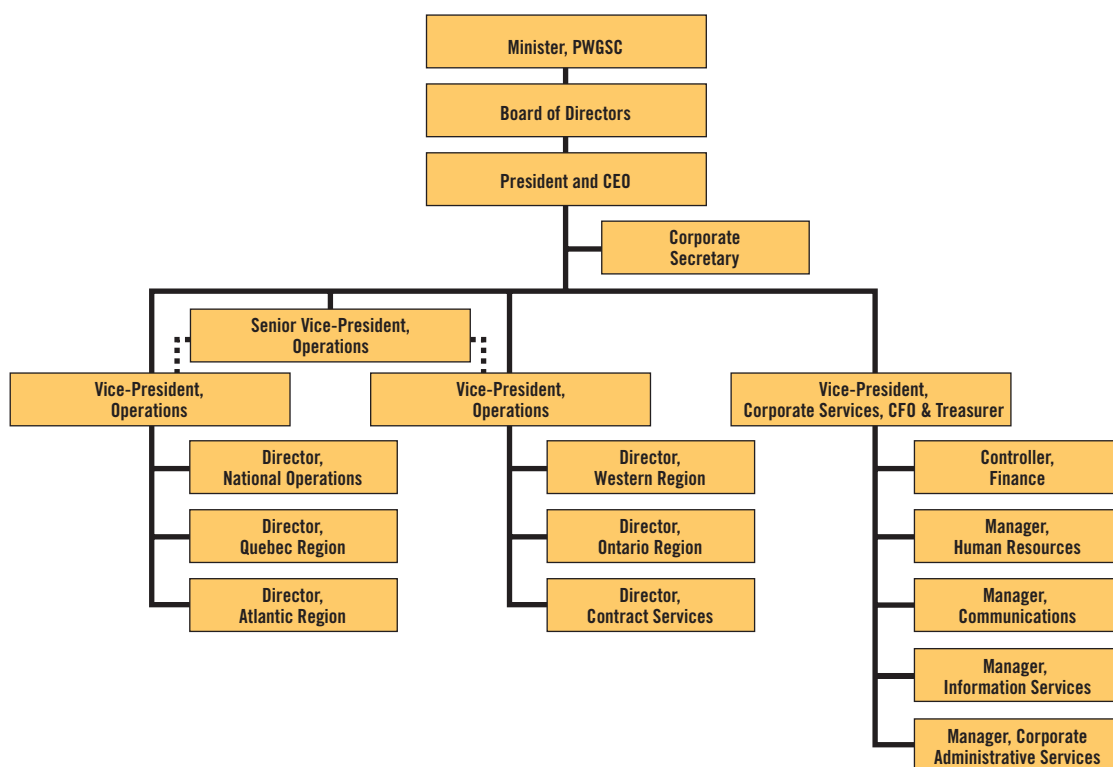 Minister, PWGSC
Board of Directors
President and CEO
Corporate
Secretary
Senior Vice-President,
Operations
Vice-President,
Operations
Vice-President,
Operations
Vice-President,
Corporate Services, CFO & Treasurer
Director,
National Operations
Director,
Quebec Region
Director,
Atlantic Region
Director,
Western Region
Director,
Ontario Region
Director,
Contract Services
Controller,
Finance
Manager,
Human Resources
Manager,
Communications
Manager,
Information Services
Manager, Corporate
Administrative Services